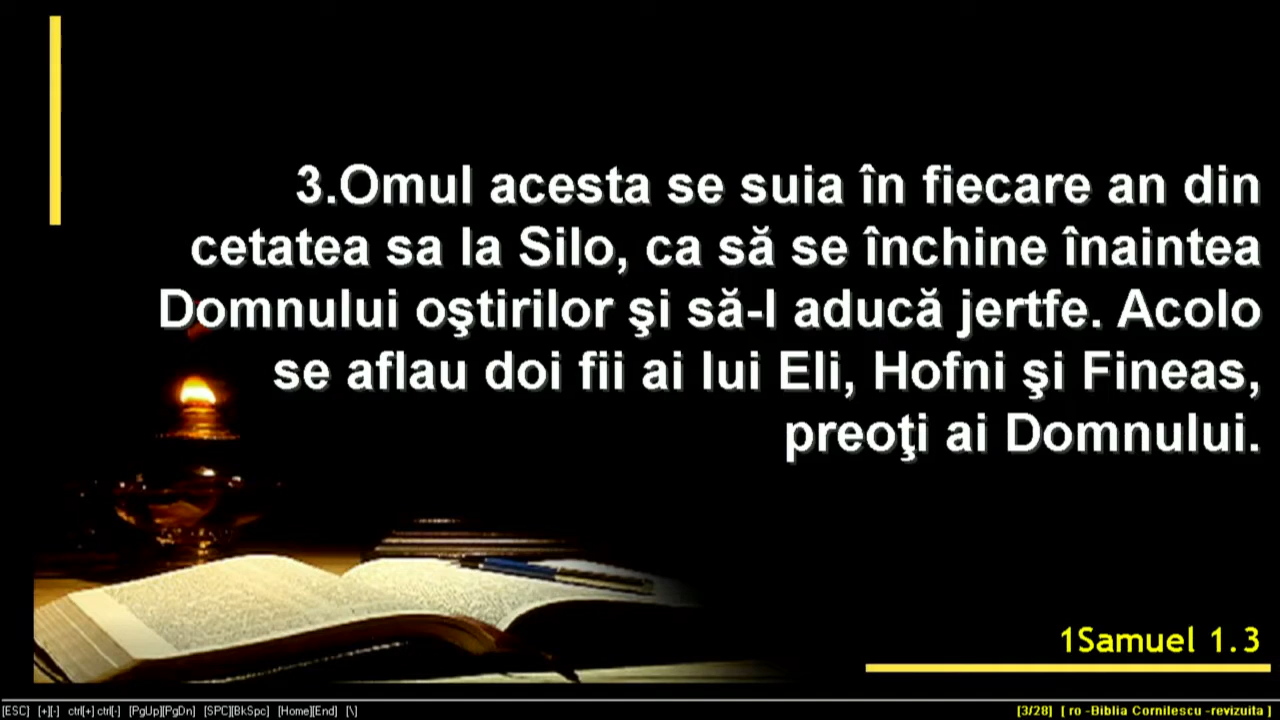 3.Omul acesta se suia în fiecare an din
cetatea sa la Silo, ca să se închine înaintea
Domnului oştirilor şi să-I aducă jertfe. Acolo
se aflau doi fii ai lui Eli, Hofni şi Fineas,
preoţi ai Domnului.
1Samuel 1.3
[ESC] [+][-] ctrl[+] ctrl[-] [PgUp][PgDn] [SPC][BkSpc] [Home][End] [\] [3/28] [ ro -Biblia Cornilescu -revizuita ]